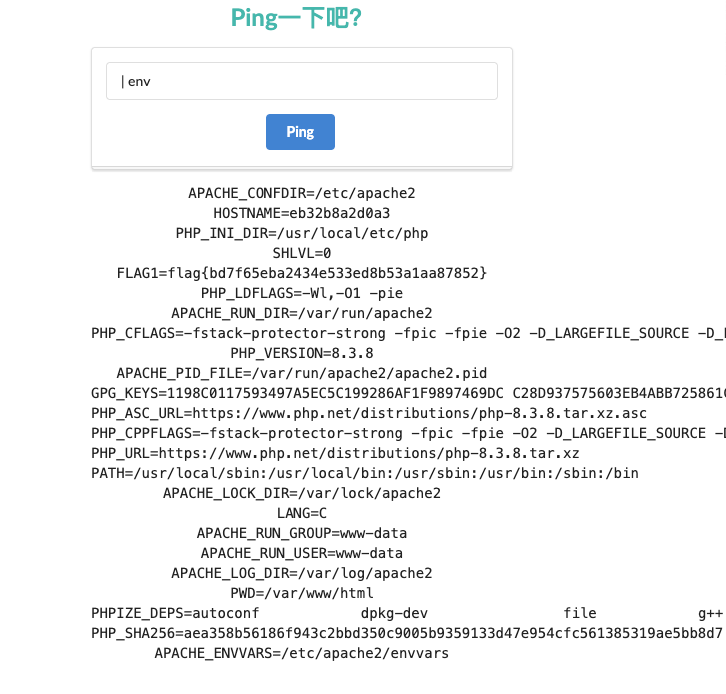 Ping一下吧?
| env
Ping
APACHE_CONFDIR=/etc/apache2
HOSTNAME=eb32b8a2d0a3
PHP_INI_DIR=/usr/local/etc/php
SHLVL=0
FLAG1=flag{bd7f65eba2434e533ed8b53a1aa87852}
PHP_LDFLAGS=-Wl,-O1 -pie
APACHE_RUN_DIR=/var/run/apache2
PHP_CFLAGS=-fstack-protector-strong -fpic -fpie -O2 -D_LARGEFILE_SOURCE -D_
PHP_VERSION=8.3.8
APACHE_PID_FILE=/var/run/apache2/apache2.pid
GPG_KEYS=1198C0117593497A5EC5C199286AF1F9897469DC C28D937575603EB4ABB725861
PHP_ASC_URL=https://www.php.net/distributions/php-8.3.8.tar.xz.asc
PHP_CPPFLAGS=-fstack-protector-strong -fpic -fpie -O2 -D_LARGEFILE_SOURCE -
PHP_URL=https://www.php.net/distributions/php-8.3.8.tar.xz
PATH=/usr/local/sbin:/usr/local/bin:/usr/sbin:/usr/bin:/sbin:/bin
APACHE_LOCK_DIR=/var/lock/apache2
LANG=C
APACHE_RUN_GROUP=www-data
APACHE_RUN_USER=www-data
APACHE_LOG_DIR=/var/log/apache2
PWD=/var/www/html
PHPIZE_DEPS=autoconf dpkg-dev file g++
PHP_SHA256=aea358b56186f943c2bbd350c9005b9359133d47e954cfc561385319ae5bb8d7
APACHE_ENVVARS=/etc/apache2/envvars